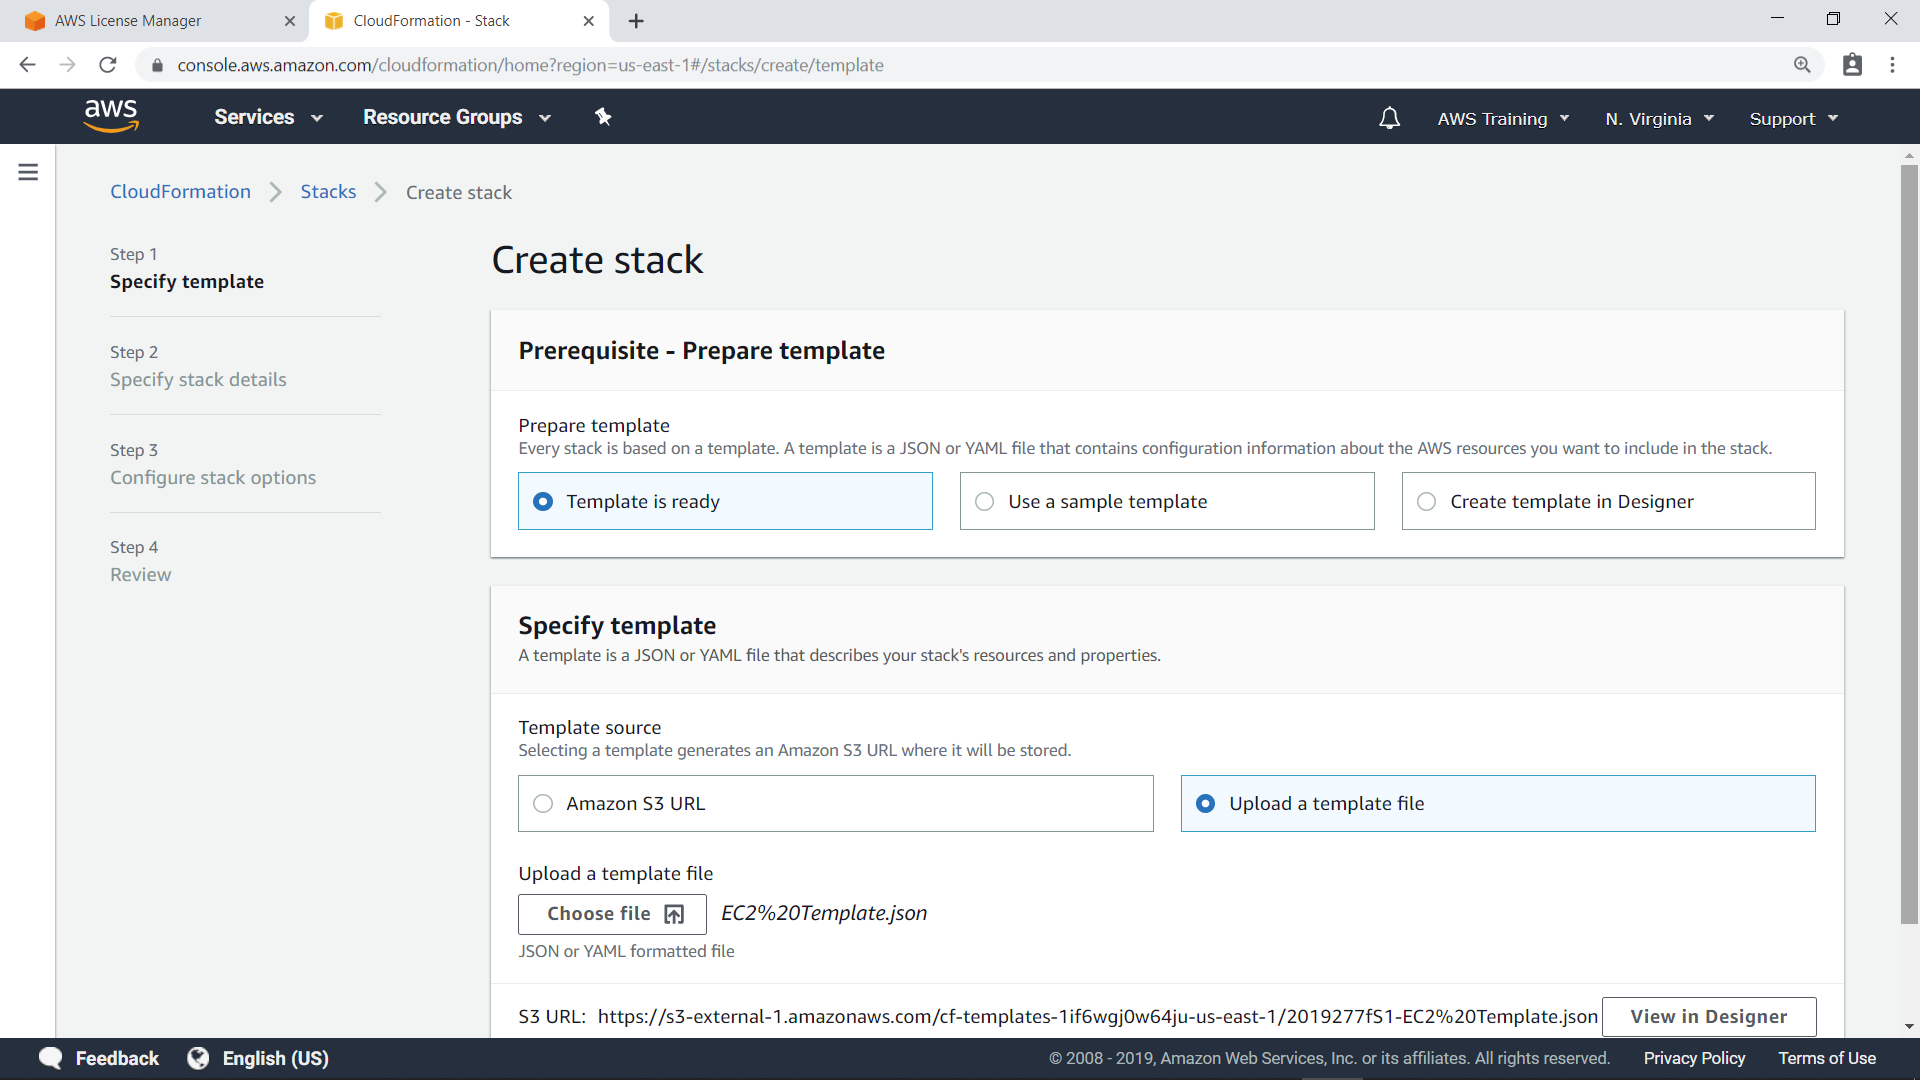 AWS License Manager
CloudFormation - Stack
console.aws.amazon.com/cloudformation/home?region=us-east-1#/stacks/create/template
aws
Services
Resource Groups
AWS Training
N. Virginia
Support
CloudFormation
Stacks
Create stack
Step 1
Specify template
Step 2
Specify stack details
Step 3
Configure stack options
Step 4
Review
Create stack
Prerequisite - Prepare template
Prepare template
Every stack is based on a template. A template is a JSON or YAML file that contains configuration information about the AWS resources you want to include in the stack.
Template is ready
Use a sample template
Create template in Designer
Specify template
A template is a JSON or YAML file that describes your stack's resources and properties.
Template source
Selecting a template generates an Amazon S3 URL where it will be stored.
Amazon S3 URL
Upload a template file
Upload a template file
Choose file
EC2%20Template.json
JSON or YAML formatted file
S3 URL: https://s3-external-1.amazonaws.com/cf-templates-1if6wgj0w64ju-us-east-1/2019277fS1-EC2%20Template.json
View in Designer
Feedback
English (US)
© 2008 - 2019, Amazon Web Services, Inc. or its affiliates. All rights reserved.
Privacy Policy
Terms of Use